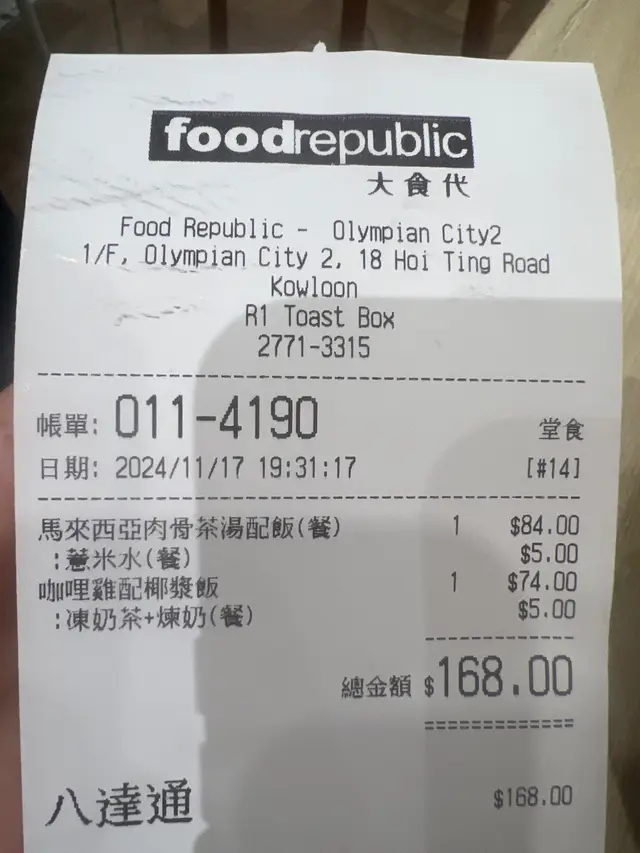 foodrepublic
大食代
Food Republic - Olympian City2
1/F, Olympian City 2, 18 Hoi Ting Road
Kowloon
R1 Toast Box
2771-3315
帳單: 011-4190 堂食
日期: 2024/11/17 19:31:17 [#14]
馬來西亞肉骨茶湯配飯(餐) 1 $84.00
:薏米水(餐) $5.00
咖哩雞配椰漿飯 1 $74.00
:凍奶茶+煉奶(餐) $5.00
總金額 $168.00
八達通 $168.00